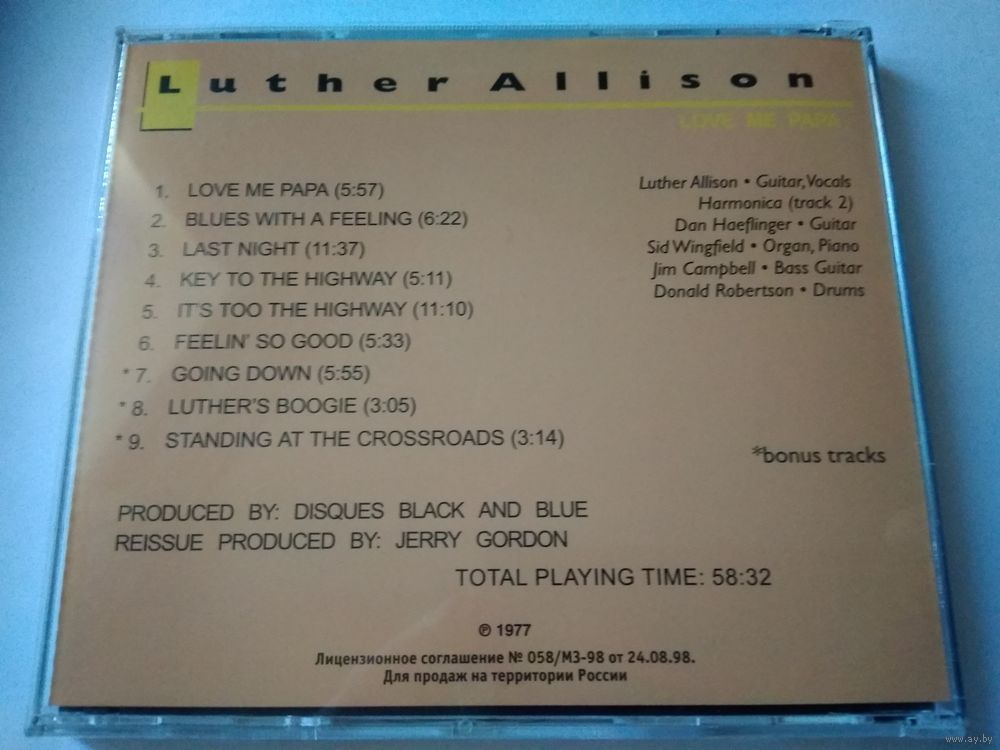 Luther Allison
LOVE ME PAPA
1. LOVE ME PAPA (5:57)
2. BLUES WITH A FEELING (6:22)
3. LAST NIGHT (11:37)
4. KEY TO THE HIGHWAY (5:11)
5. IT'S TOO THE HIGHWAY (11:10)
6. FEELIN' SO GOOD (5:33)
* 7. GOING DOWN (5:55)
* 8. LUTHER'S BOOGIE (3:05)
* 9. STANDING AT THE CROSSROADS (3:14)
Luther Allison • Guitar, Vocals
Harmonica (track 2)
Dan Haeflinger • Guitar
Sid Wingfield • Organ, Piano
Jim Campbell • Bass Guitar
Donald Robertson • Drums
*bonus tracks
PRODUCED BY: DISQUES BLACK AND BLUE
REISSUE PRODUCED BY: JERRY GORDON
TOTAL PLAYING TIME: 58:32
℗ 1977
Лицензионное соглашение № 058/МЗ-98 от 24.08.98.
Для продаж на территории России
www.ay.by